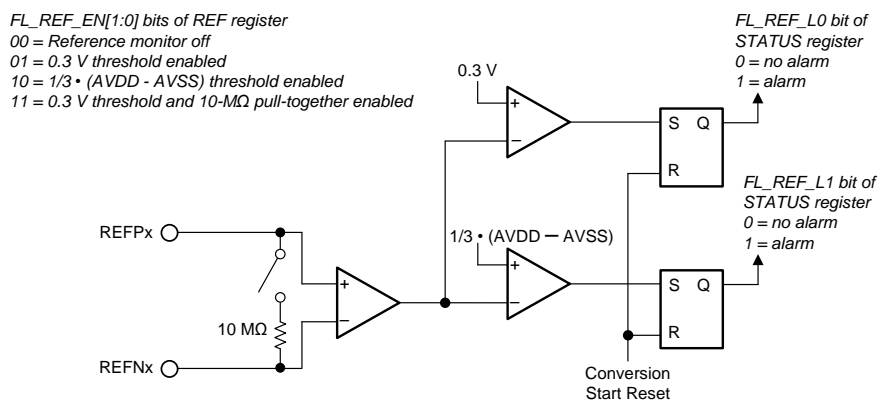 FL_REF_EN[1:0] bits of REF register
00 = Reference monitor off
01 = 0.3 V threshold enabled
10 = 1/3 • (AVDD - AVSS) threshold enabled
11 = 0.3 V threshold and 10-MΩ pull-together enabled
FL_REF_L0 bit of
STATUS register
0 = no alarm
1 = alarm
0.3 V
+
−
S Q
R
FL_REF_L1 bit of
STATUS register
0 = no alarm
1 = alarm
REFPx
1/3 • (AVDD — AVSS)
+
−
S Q
R
+
−
10 MΩ
REFNx
Conversion
Start Reset